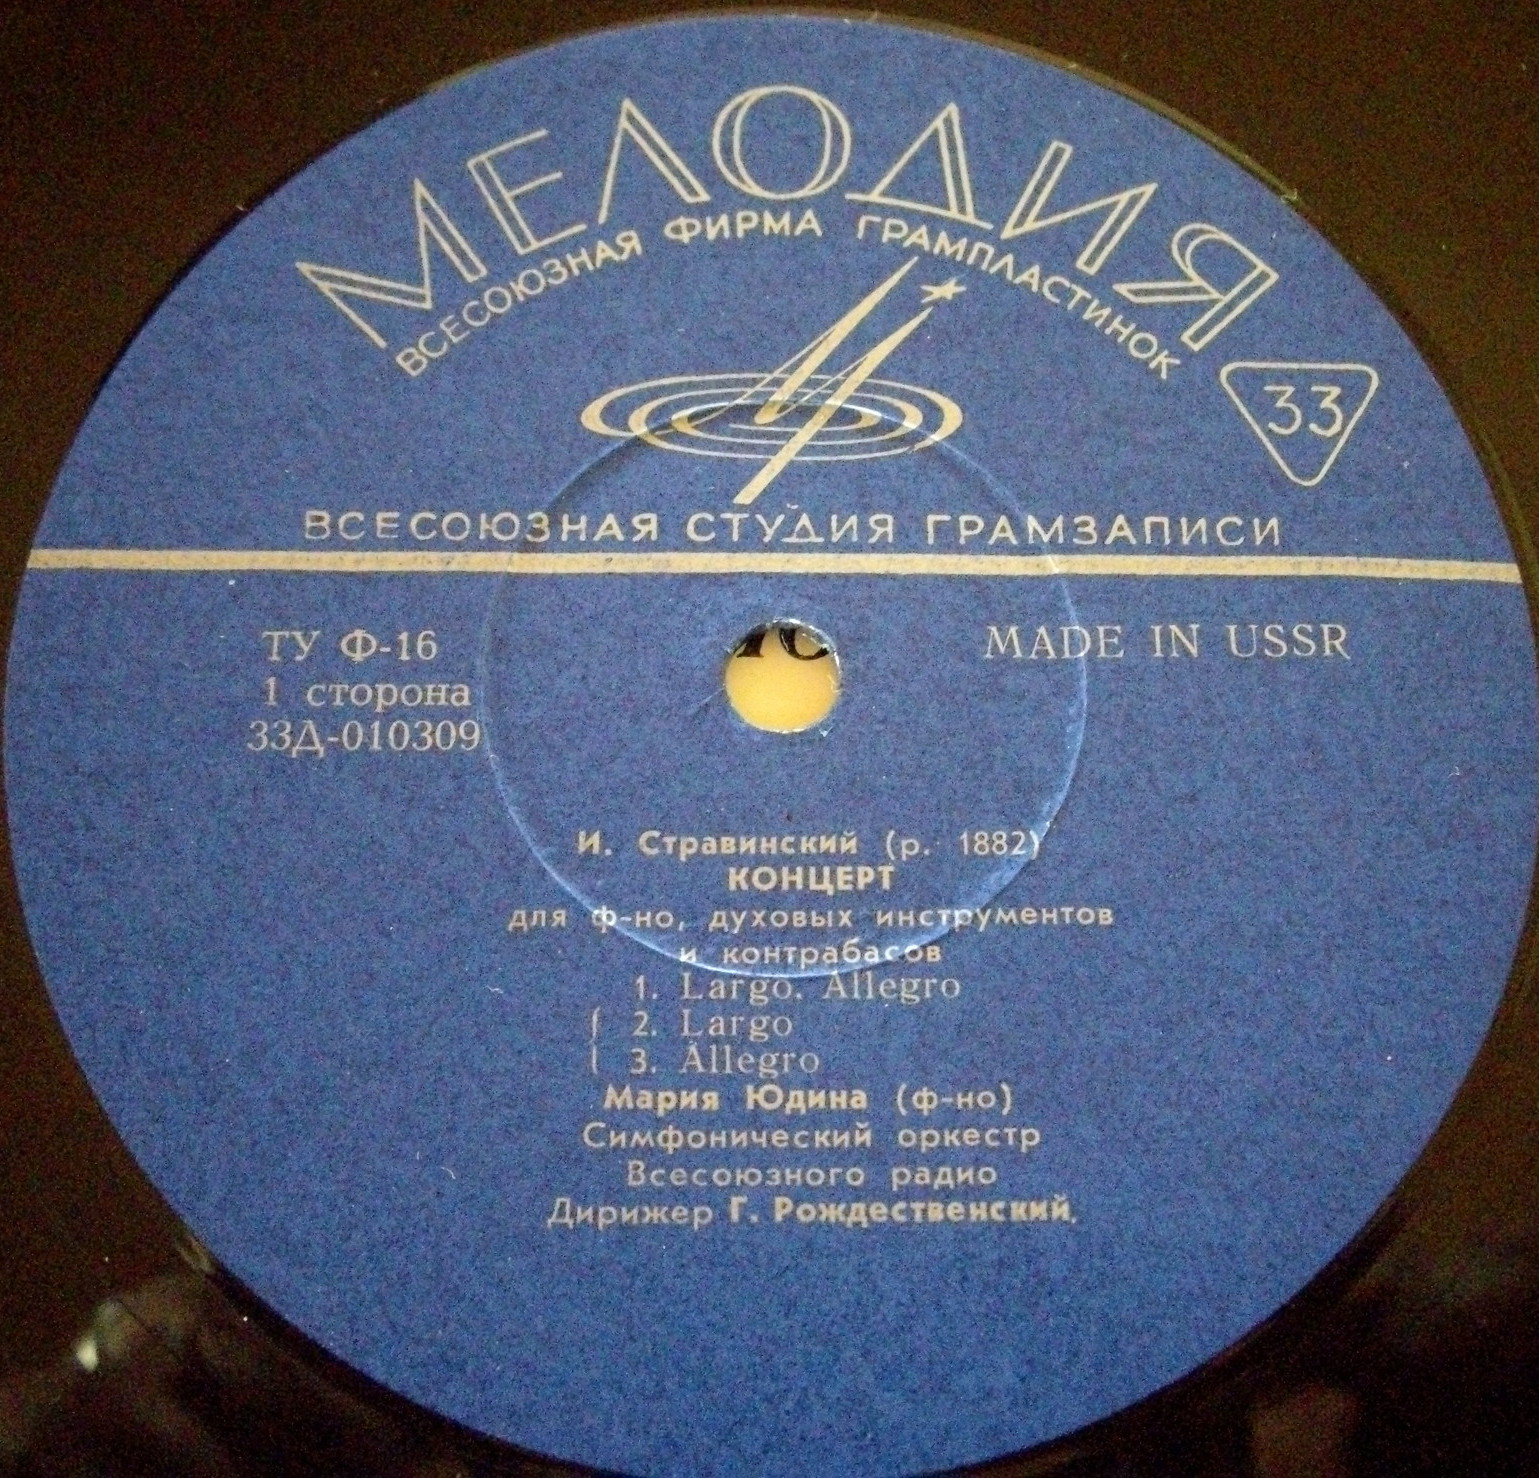 МЕЛОДИЯ
ВСЕСОЮЗНАЯ ФИРМА ГРАМПЛАСТИНОК
33
ВСЕСОЮЗНАЯ СТУДИЯ ГРАМЗАПИСИ
ТУ Ф-16
MADE IN USSR
1 сторона
33Д-010309
И. Стравинский (р. 1882)
КОНЦЕРТ
для ф-но, духовых инструментов
и контрабасов
1. Largo. Allegro
2. Largo
3. Allegro
Мария Юдина (ф-но)
Симфонический оркестр
Всесоюзного радио
Дирижер Г. Рождественский.